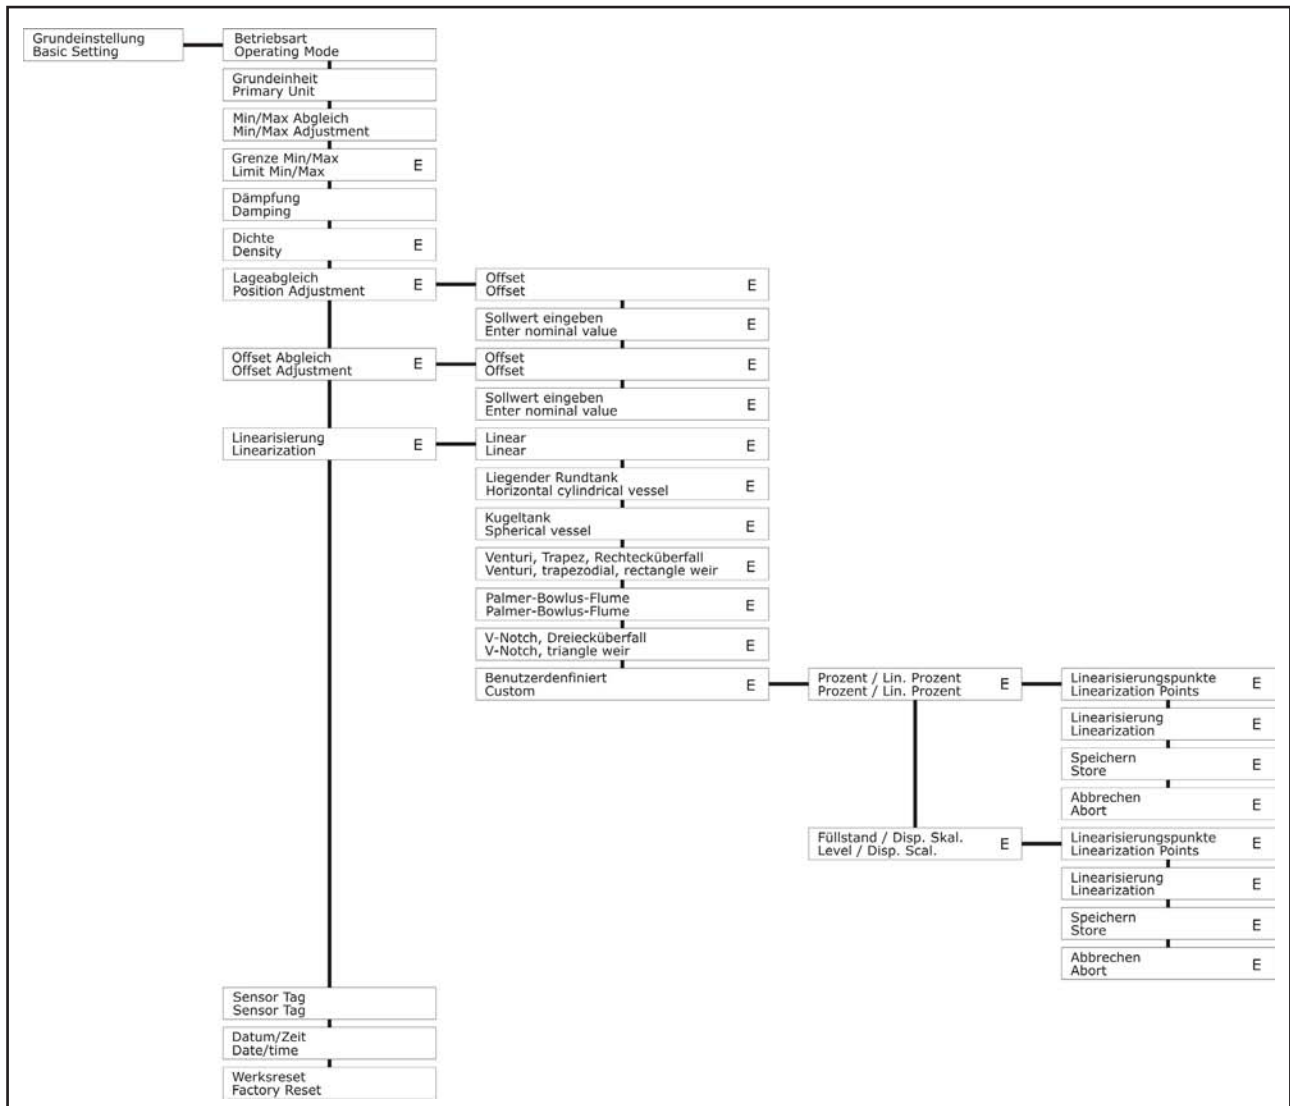 Grundeinstellung
Basic Setting
Betriebsart
Operating Mode
Grundeinheit
Primary Unit
Min/Max Abgleich
Min/Max Adjustment
Grenze Min/Max
Limit Min/Max
E
Dämpfung
Damping
Dichte
Density
E
Lageabgleich
Position Adjustment
E
Offset
Offset
E
Sollwert eingeben
Enter nominal value
E
Offset Abgleich
Offset Adjustment
E
Offset
Offset
E
Sollwert eingeben
Enter nominal value
E
Linearisierung
Linearization
E
Linear
Linear
E
Liegender Rundtank
Horizontal cylindrical vessel
E
Kugeltank
Spherical vessel
E
Venturi, Trapez, Rechtecküberfall
Venturi, trapezodial, rectangle weir
E
Palmer-Bowlus-Flume
Palmer-Bowlus-Flume
E
V-Notch, Dreiecküberfall
V-Notch, triangle weir
E
Benutzerdenfiniert
Custom
E
Prozent / Lin. Prozent
Prozent / Lin. Prozent
E
Linearisierungspunkte
Linearization Points
E
Linearisierung
Linearization
E
Speichern
Store
E
Abbrechen
Abort
E
Füllstand / Disp. Skal.
Level / Disp. Scal.
E
Linearisierungspunkte
Linearization Points
E
Linearisierung
Linearization
E
Speichern
Store
E
Abbrechen
Abort
E
Sensor Tag
Sensor Tag
Datum/Zeit
Date/time
Werksreset
Factory Reset